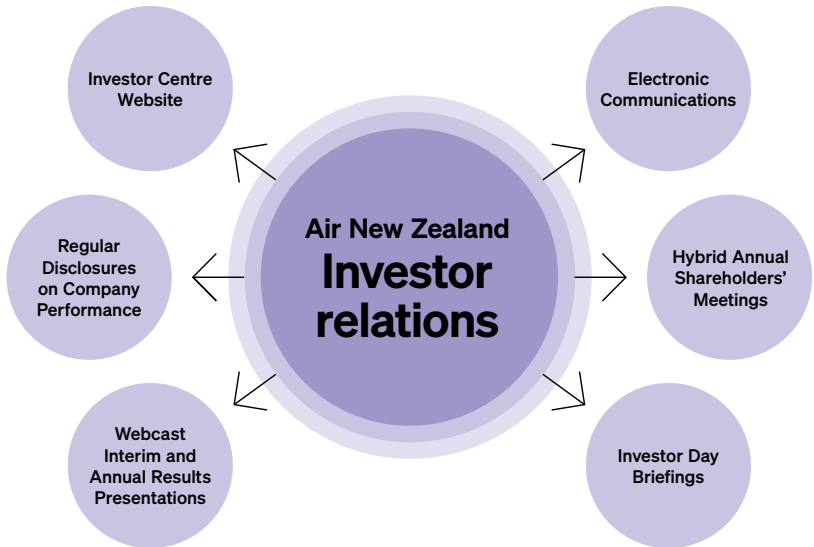 Investor Centre
Website
Electronic
Communications
Regular
Disclosures
on Company
Performance
Air New Zealand
Investor
relations
Hybrid Annual
Shareholders’
Meetings
Webcast
Interim and
Annual Results
Presentations
Investor Day
Briefings